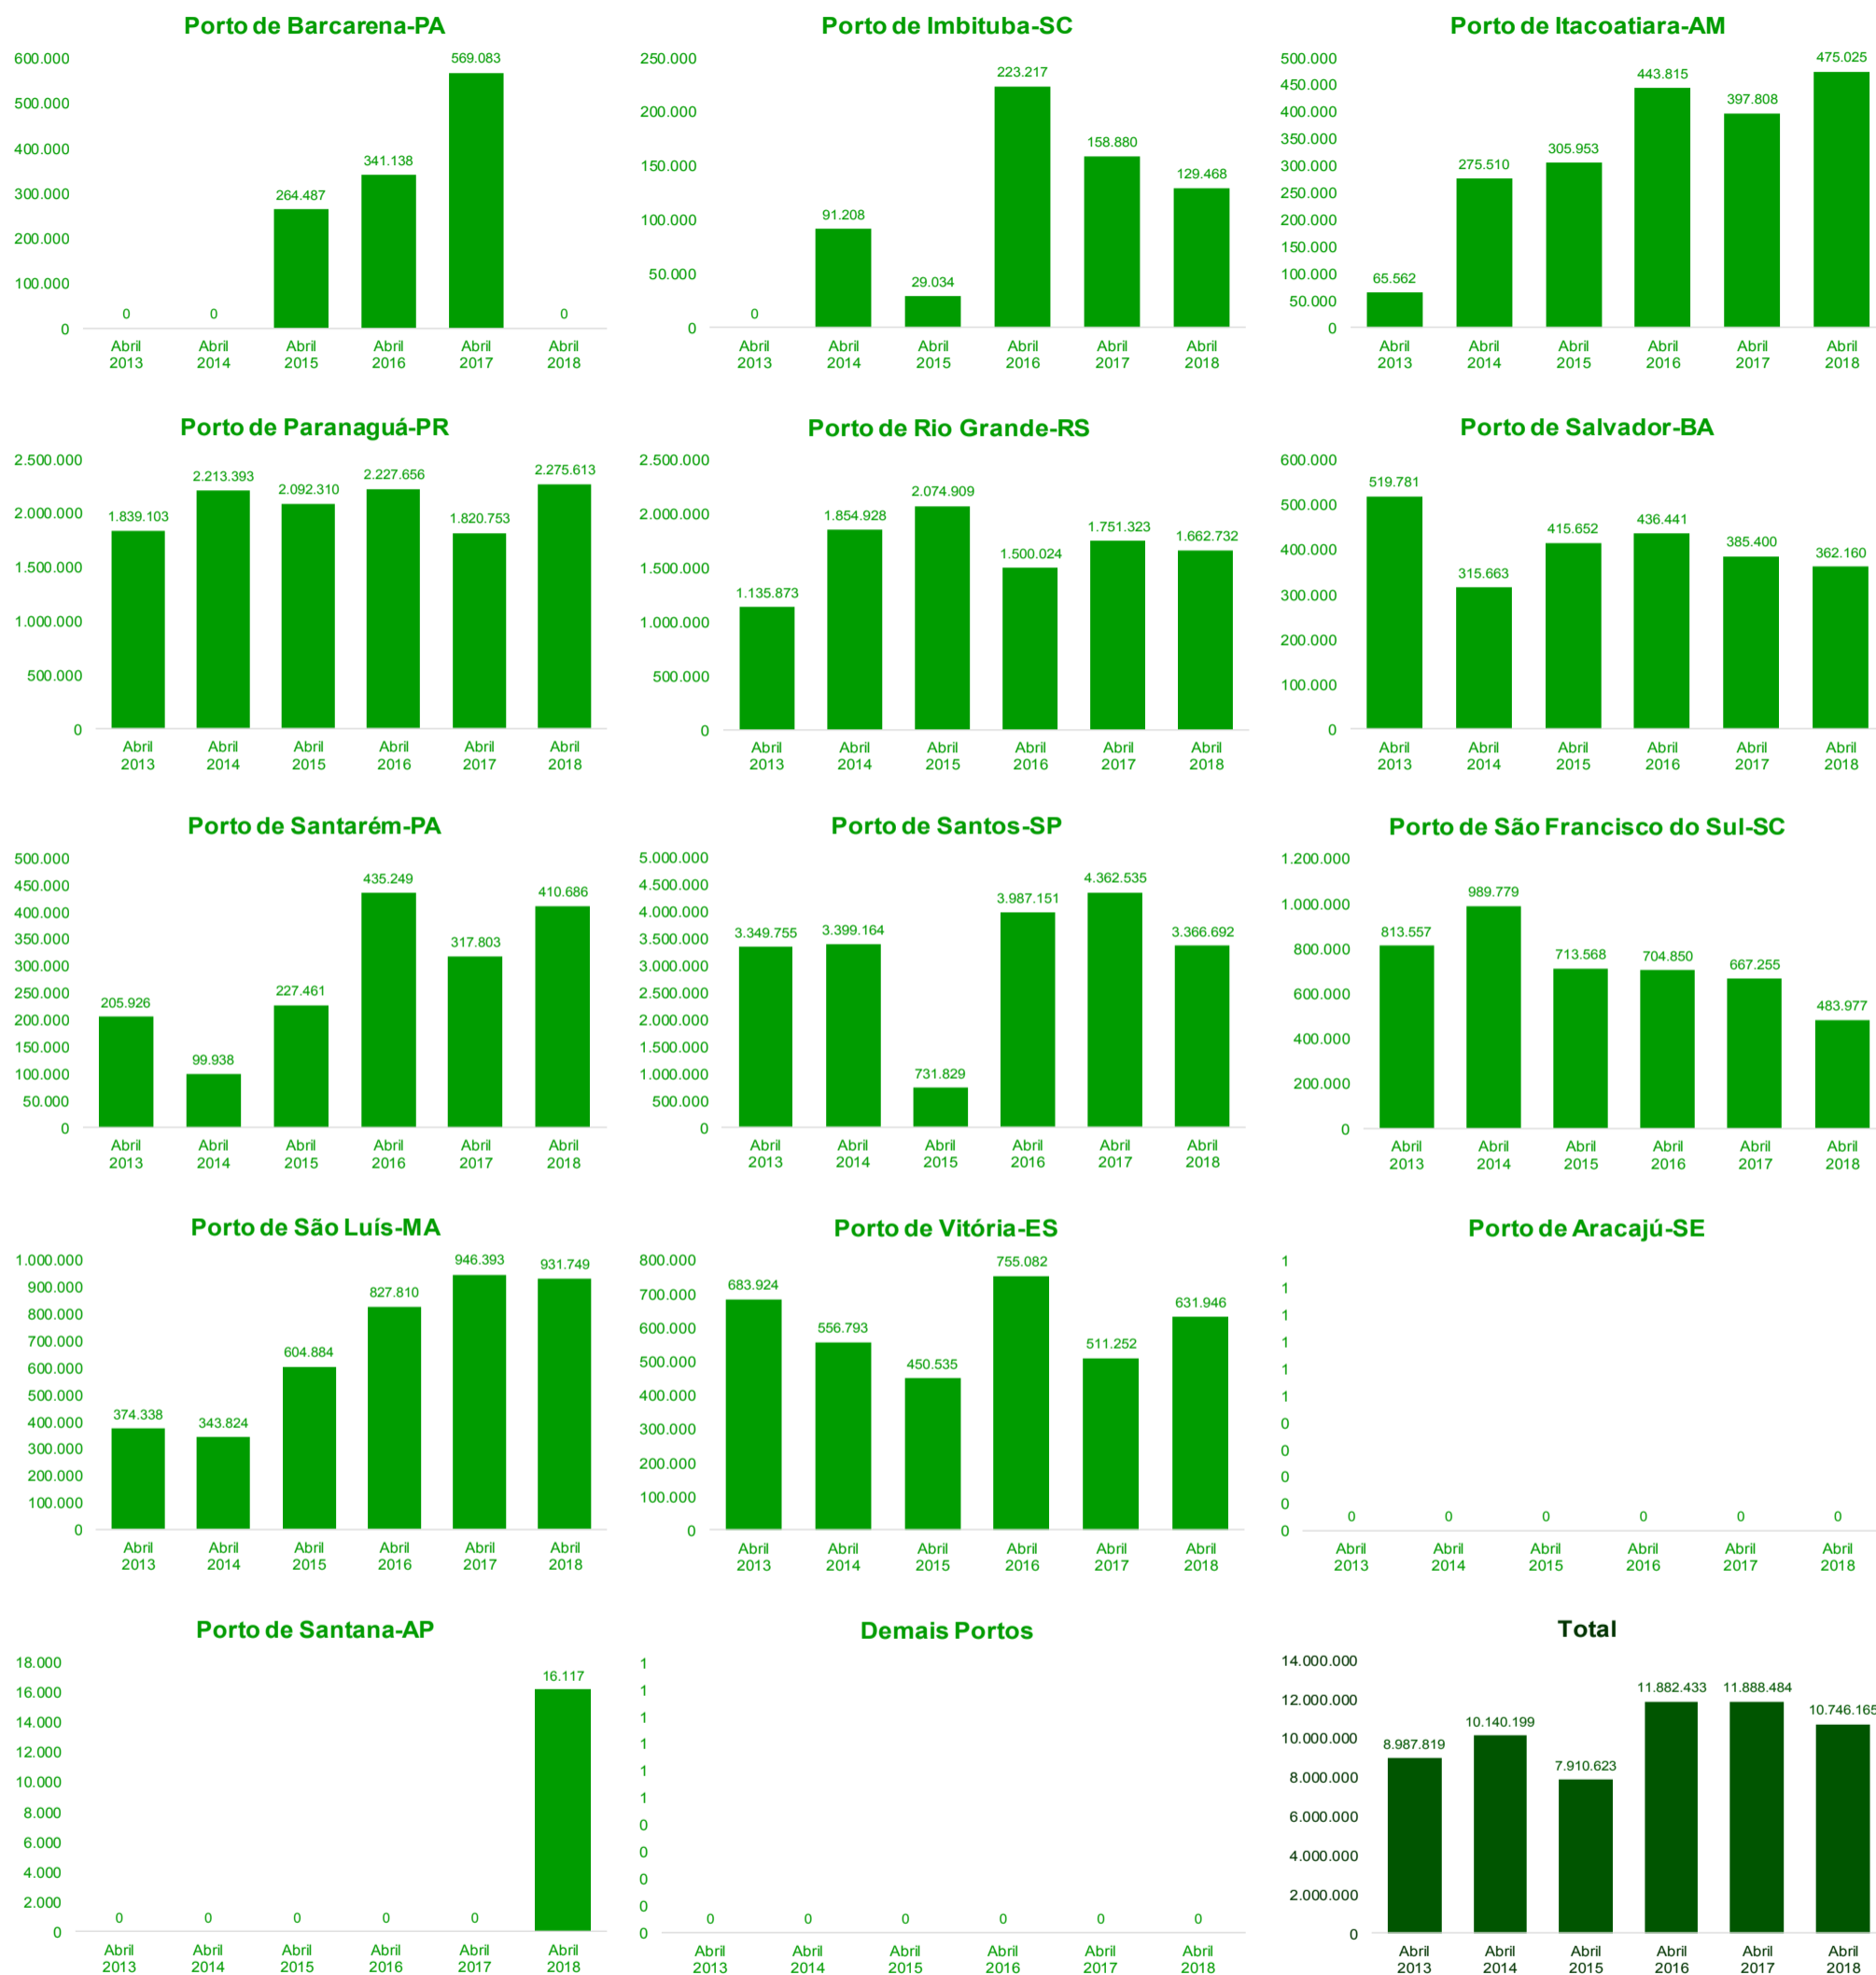 Porto de Barcarena-PA
600.000
500.000
400.000
300.000
200.000
100.000
0
0
0
264.487
341.138
569.083
0
Abril 2013
Abril 2014
Abril 2015
Abril 2016
Abril 2017
Abril 2018
Porto de Imbituba-SC
250.000
200.000
150.000
100.000
50.000
0
0
91.208
29.034
223.217
158.880
129.468
Abril 2013
Abril 2014
Abril 2015
Abril 2016
Abril 2017
Abril 2018
Porto de Itacoatiara-AM
500.000
450.000
400.000
350.000
300.000
250.000
200.000
150.000
100.000
50.000
0
65.562
275.510
305.953
443.815
397.808
475.025
Abril 2013
Abril 2014
Abril 2015
Abril 2016
Abril 2017
Abril 2018
Porto de Paranaguá-PR
2.500.000
2.000.000
1.500.000
1.000.000
500.000
0
1.839.103
2.213.393
2.092.310
2.227.656
1.820.753
2.275.613
Abril 2013
Abril 2014
Abril 2015
Abril 2016
Abril 2017
Abril 2018
Porto de Rio Grande-RS
2.500.000
2.000.000
1.500.000
1.000.000
500.000
0
1.135.873
1.854.928
2.074.909
1.500.024
1.751.323
1.662.732
Abril 2013
Abril 2014
Abril 2015
Abril 2016
Abril 2017
Abril 2018
Porto de Salvador-BA
600.000
500.000
400.000
300.000
200.000
100.000
0
519.781
315.663
415.652
436.441
385.400
362.160
Abril 2013
Abril 2014
Abril 2015
Abril 2016
Abril 2017
Abril 2018
Porto de Santarém-PA
500.000
450.000
400.000
350.000
300.000
250.000
200.000
150.000
100.000
50.000
0
205.926
99.938
227.461
435.249
317.803
410.686
Abril 2013
Abril 2014
Abril 2015
Abril 2016
Abril 2017
Abril 2018
Porto de Santos-SP
5.000.000
4.500.000
4.000.000
3.500.000
3.000.000
2.500.000
2.000.000
1.500.000
1.000.000
500.000
0
3.349.755
3.399.164
731.829
3.987.151
4.362.535
3.366.692
Abril 2013
Abril 2014
Abril 2015
Abril 2016
Abril 2017
Abril 2018
Porto de São Francisco do Sul-SC
1.200.000
1.000.000
800.000
600.000
400.000
200.000
0
813.557
989.779
713.568
704.850
667.255
483.977
Abril 2013
Abril 2014
Abril 2015
Abril 2016
Abril 2017
Abril 2018
Porto de São Luís-MA
1.000.000
900.000
800.000
700.000
600.000
500.000
400.000
300.000
200.000
100.000
0
374.338
343.824
604.884
827.810
946.393
931.749
Abril 2013
Abril 2014
Abril 2015
Abril 2016
Abril 2017
Abril 2018
Porto de Vitória-ES
800.000
700.000
600.000
500.000
400.000
300.000
200.000
100.000
0
683.924
556.793
450.535
755.082
511.252
631.946
Abril 2013
Abril 2014
Abril 2015
Abril 2016
Abril 2017
Abril 2018
Porto de Aracajú-SE
1
1
1
1
1
1
0
0
0
0
0
0
0
0
0
0
0
Abril 2013
Abril 2014
Abril 2015
Abril 2016
Abril 2017
Abril 2018
Porto de Santana-AP
18.000
16.000
14.000
12.000
10.000
8.000
6.000
4.000
2.000
0
0
0
0
0
0
16.117
Abril 2013
Abril 2014
Abril 2015
Abril 2016
Abril 2017
Abril 2018
Demais Portos
1
1
1
1
1
1
0
0
0
0
0
0
0
0
0
0
0
Abril 2013
Abril 2014
Abril 2015
Abril 2016
Abril 2017
Abril 2018
Total
14.000.000
12.000.000
10.000.000
8.000.000
6.000.000
4.000.000
2.000.000
0
8.987.819
10.140.199
7.910.623
11.882.433
11.888.484
10.746.165
Abril 2013
Abril 2014
Abril 2015
Abril 2016
Abril 2017
Abril 2018